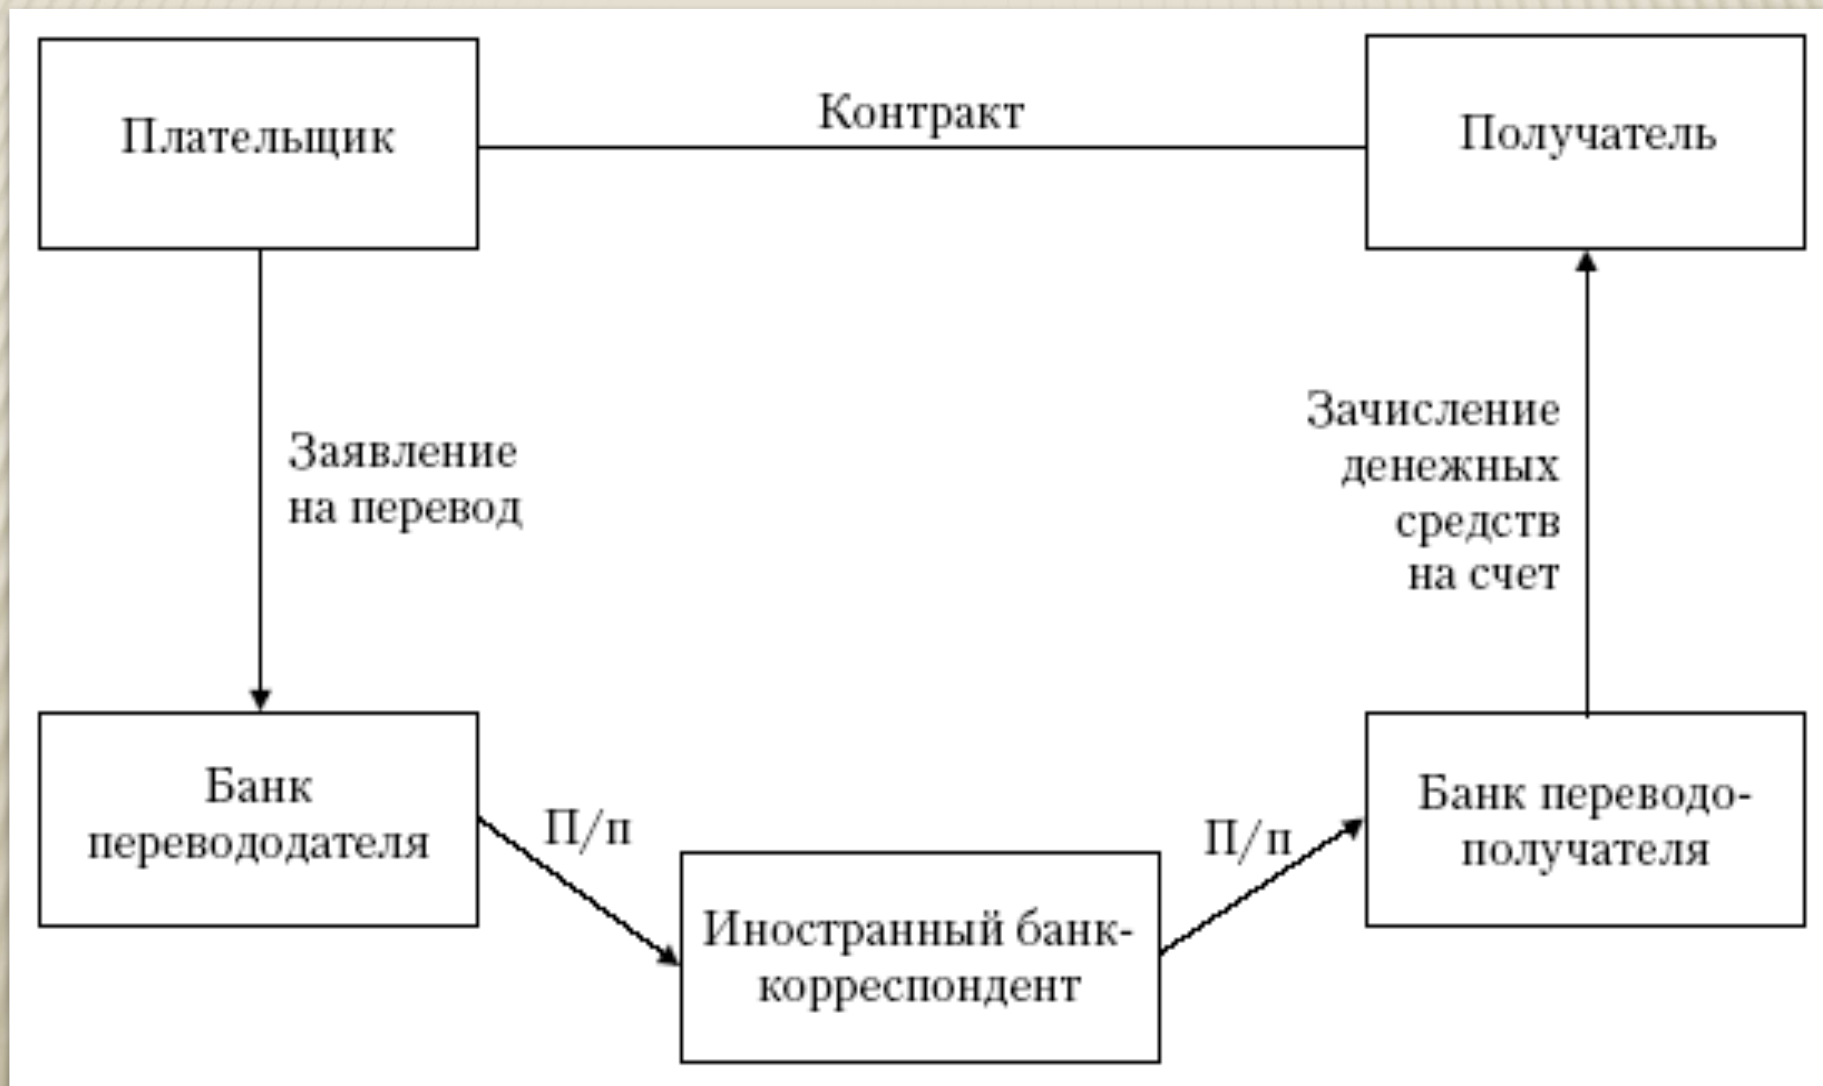 Плательщик
Контракт
Получатель
Заявление
на перевод
Зачисление
денежных
средств
на счет
Банк
перевододателя
П/п
Иностранный банк-
корреспондент
П/п
Банк переводо-
получателя